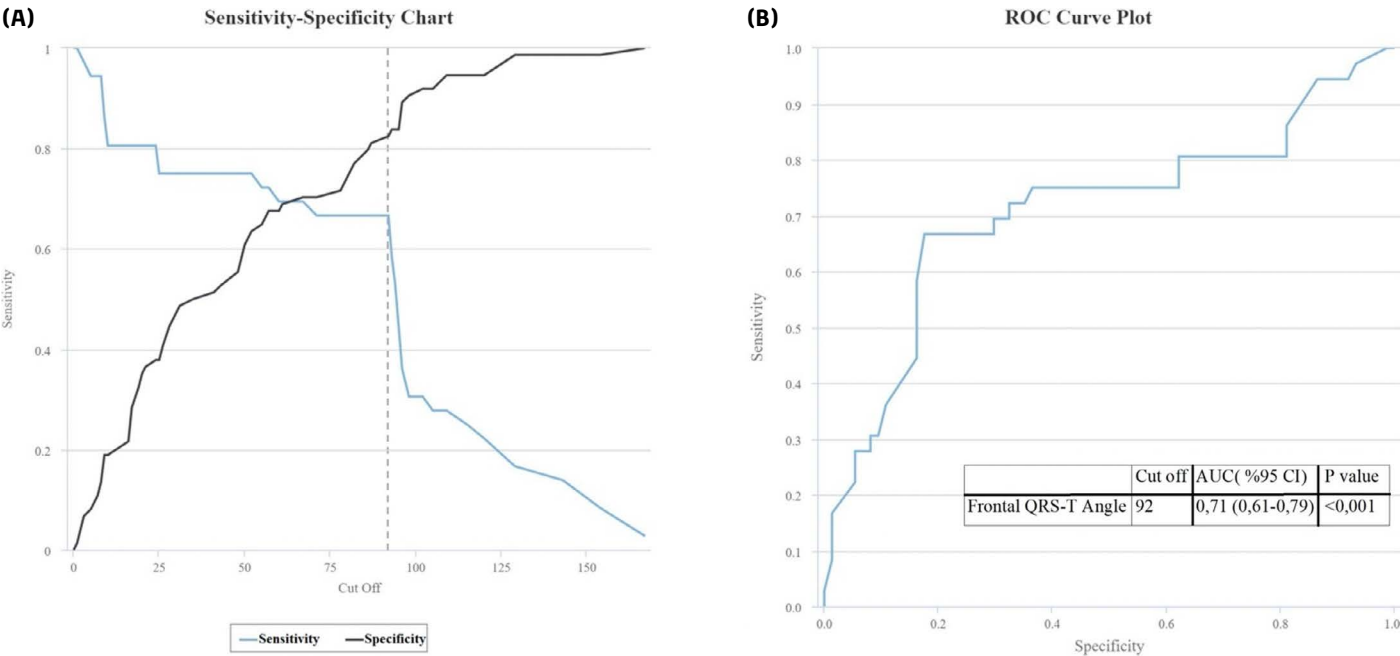 (A)
Sensitivity-Specificity Chart
1
0.8
0.6
0.4
0.2
0
Sensitivity
0 25 50 75 100 125 150
Cut Off
Sensitivity Specificity
(B)
ROC Curve Plot
1.0
0.9
0.8
0.7
0.6
0.5
0.4
0.3
0.2
0.1
0.0
Sensitivity
Cut off AUC( %95 CI) P value
Frontal QRS-T Angle 92 0,71 (0,61-0,79) <0,001
0.0 0.2 0.4 0.6 0.8 1.0
Specificity